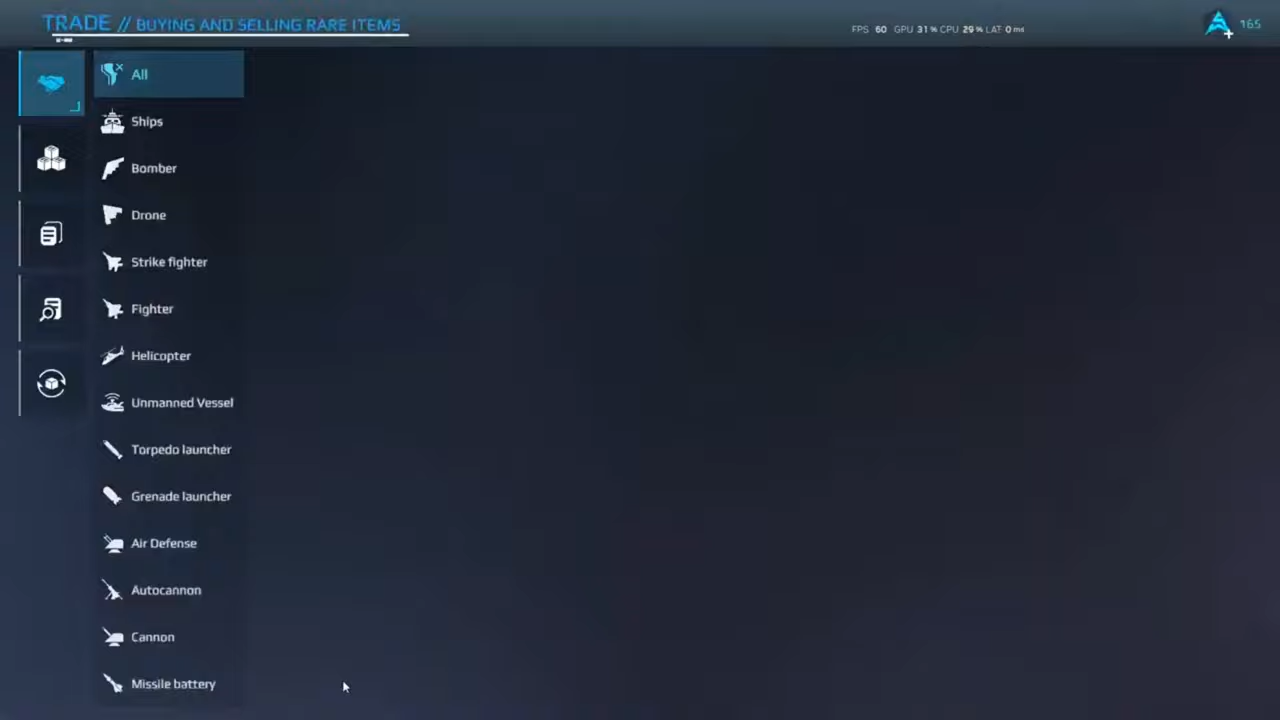 TRADE // BUYING AND SELLING RARE ITEMS
FPS 60 GPU 31 % CPU 29 % LAT 0 ms
165
All
Ships
Bomber
Drone
Strike fighter
Fighter
Helicopter
Unmanned Vessel
Torpedo launcher
Grenade launcher
Air Defense
Autocannon
Cannon
Missile battery